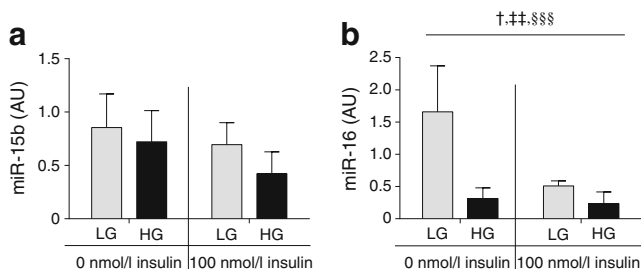 a
miR-15b (AU)
1.5
1.0
0.5
0
LG HG LG HG
0 nmol/l insulin 100 nmol/l insulin
b
†,‡‡,§§§
miR-16 (AU)
2.5
2.0
1.5
1.0
0.5
0
LG HG LG HG
0 nmol/l insulin 100 nmol/l insulin